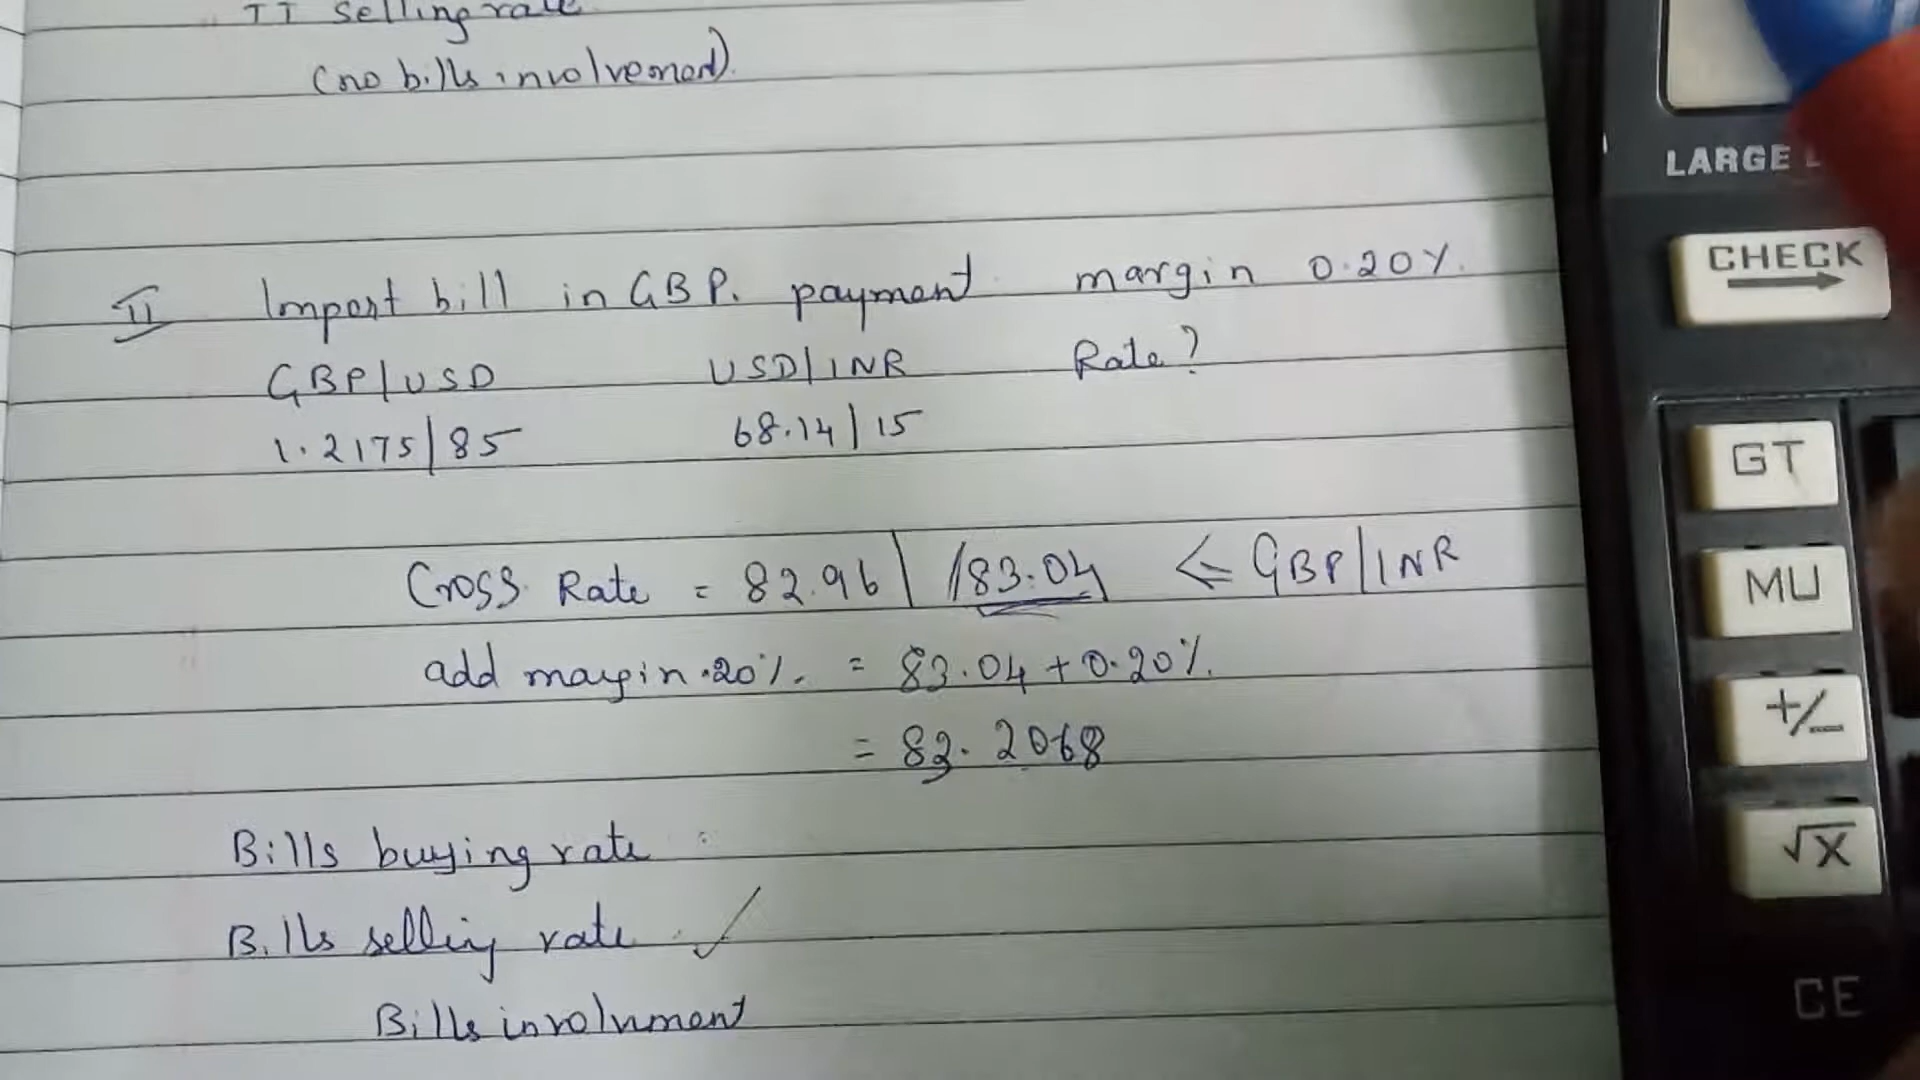 TT selling rate
(no bills involvement)
II Import bill in GBP. payment margin 0.20%.
GBP/USD USD/INR Rate?
1.2175/85 68.14/15
Cross Rate = 82.96 | /83.04 ⇐ GBP/INR
add margin .20%. = 83.04 + 0.20%.
= 83.2068
Bills buying rate :
Bills selling rate ✓
Bills involument
LARGE
CHECK
GT
MU
+/-
√X
CE